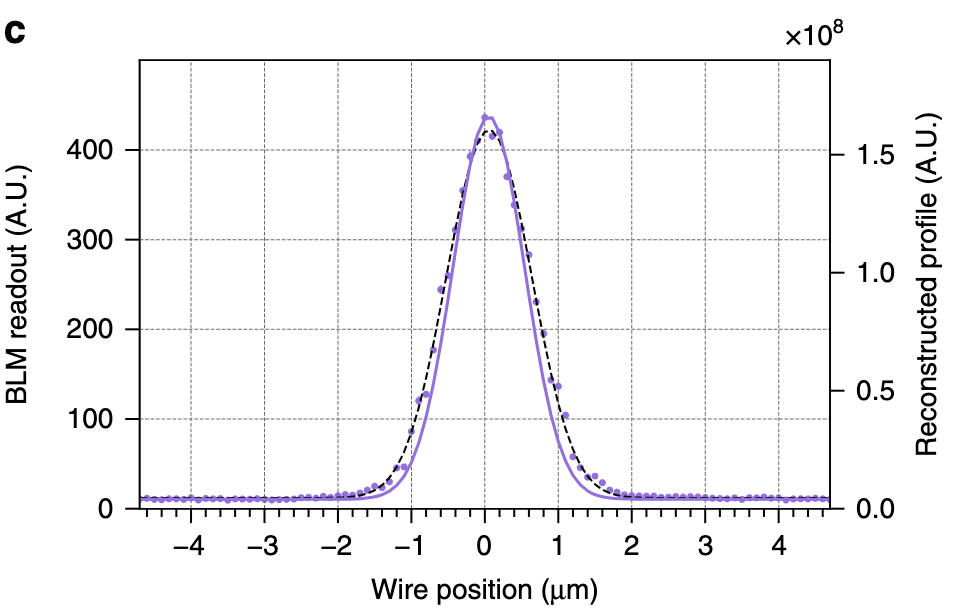 c
×10⁸
BLM readout (A.U.)
400
300
200
100
0
1.5
1.0
0.5
0.0
Reconstructed profile (A.U.)
−4 −3 −2 −1 0 1 2 3 4
Wire position (μm)